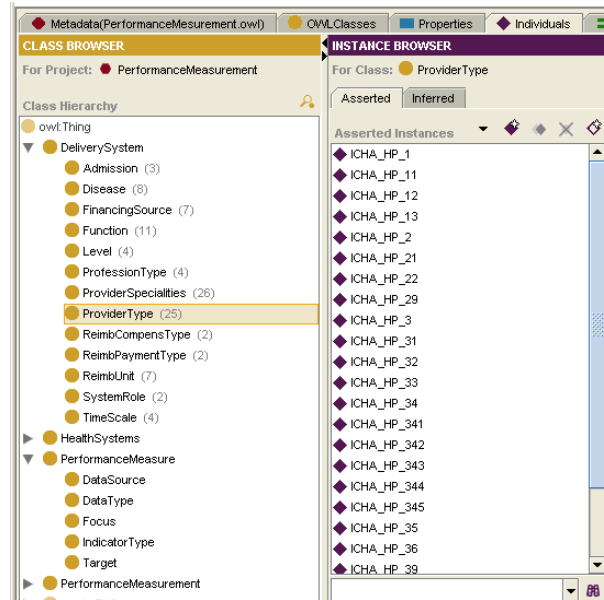 Metadata(PerformanceMesurement.owl)
OWLClasses
Properties
Individuals
CLASS BROWSER
For Project: PerformanceMeasurement
Class Hierarchy
owl:Thing
DeliverySystem
Admission (3)
Disease (8)
FinancingSource (7)
Function (11)
Level (4)
ProfessionType (4)
ProviderSpecialities (26)
ProviderType (25)
ReimbCompensType (2)
ReimbPaymentType (2)
ReimbUnit (7)
SystemRole (2)
TimeScale (4)
HealthSystems
PerformanceMeasure
DataSource
DataType
Focus
IndicatorType
Target
PerformanceMeasurement
INSTANCE BROWSER
For Class: ProviderType
Asserted
Inferred
Asserted Instances
ICHA_HP_1
ICHA_HP_11
ICHA_HP_12
ICHA_HP_13
ICHA_HP_2
ICHA_HP_21
ICHA_HP_22
ICHA_HP_29
ICHA_HP_3
ICHA_HP_31
ICHA_HP_32
ICHA_HP_33
ICHA_HP_34
ICHA_HP_341
ICHA_HP_342
ICHA_HP_343
ICHA_HP_344
ICHA_HP_345
ICHA_HP_35
ICHA_HP_36
ICHA_HP_39